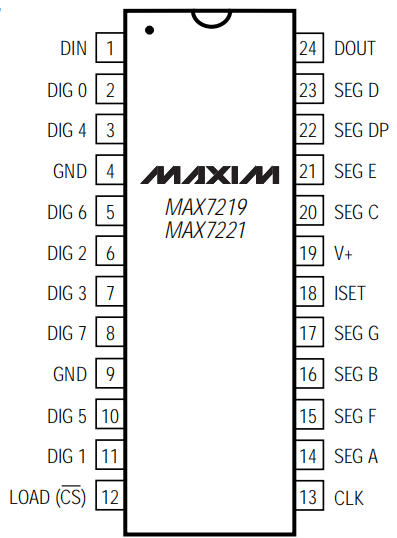 DIN 1 24 DOUT
DIG 0 2 23 SEG D
DIG 4 3 22 SEG DP
GND 4 MAXIM 21 SEG E
DIG 6 5 MAX7219 20 SEG C
MAX7221
DIG 2 6 19 V+
DIG 3 7 18 ISET
DIG 7 8 17 SEG G
GND 9 16 SEG B
DIG 5 10 15 SEG F
DIG 1 11 14 SEG A
LOAD (C̅S̅) 12 13 CLK